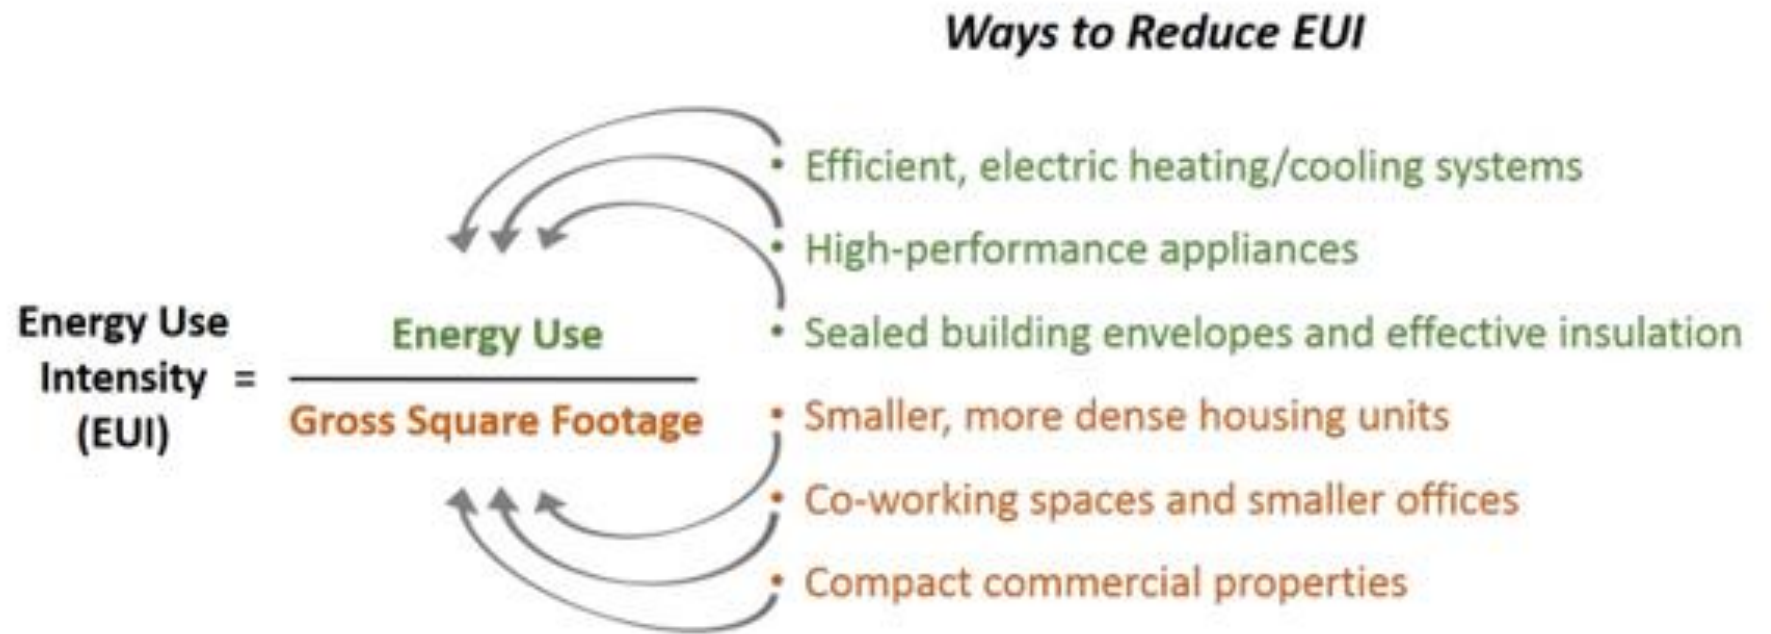 Ways to Reduce EUI
Energy Use
Intensity =
(EUI)
Energy Use
Gross Square Footage
• Efficient, electric heating/cooling systems
• High-performance appliances
• Sealed building envelopes and effective insulation
• Smaller, more dense housing units
• Co-working spaces and smaller offices
• Compact commercial properties